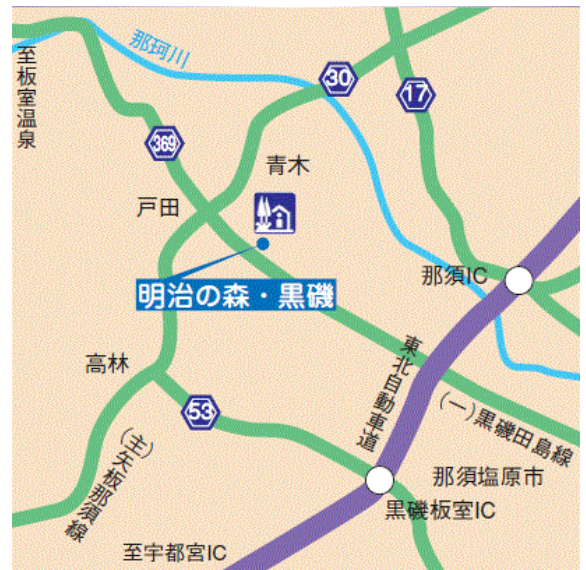 至板室温泉
那珂川
30
17
369
青木
戸田
明治の森・黒磯
那須IC
高林
53
東北自動車道
(一)黒磯田島線
(主)矢板那須線
那須塩原市
黒磯板室IC
至宇都宮IC